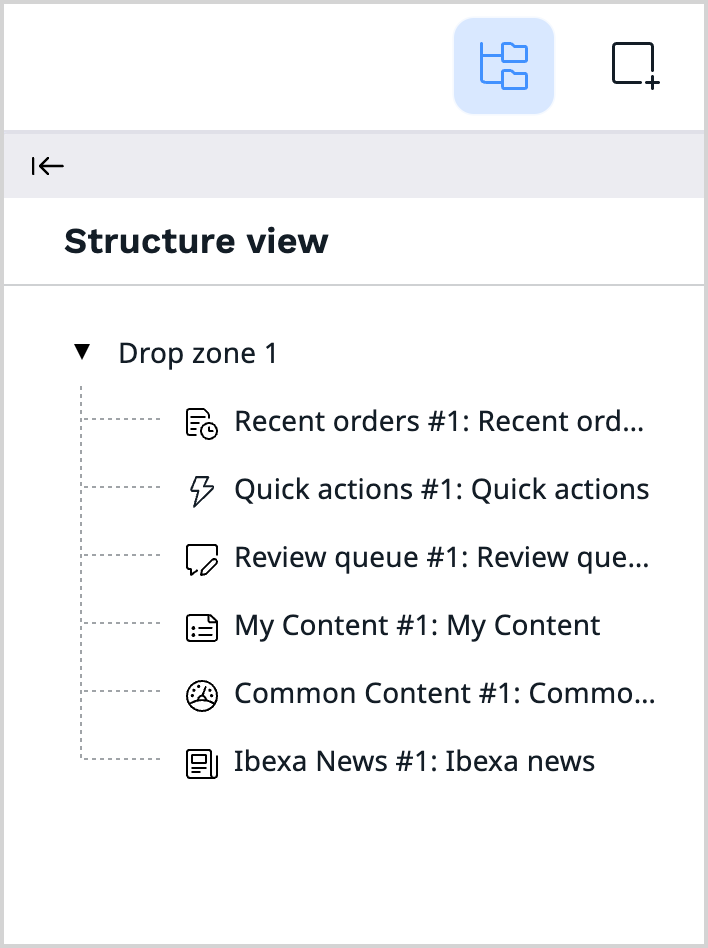 Structure view
Drop zone 1
Recent orders #1: Recent ord...
Quick actions #1: Quick actions
Review queue #1: Review que...
My Content #1: My Content
Common Content #1: Commo...
Ibexa News #1: Ibexa news